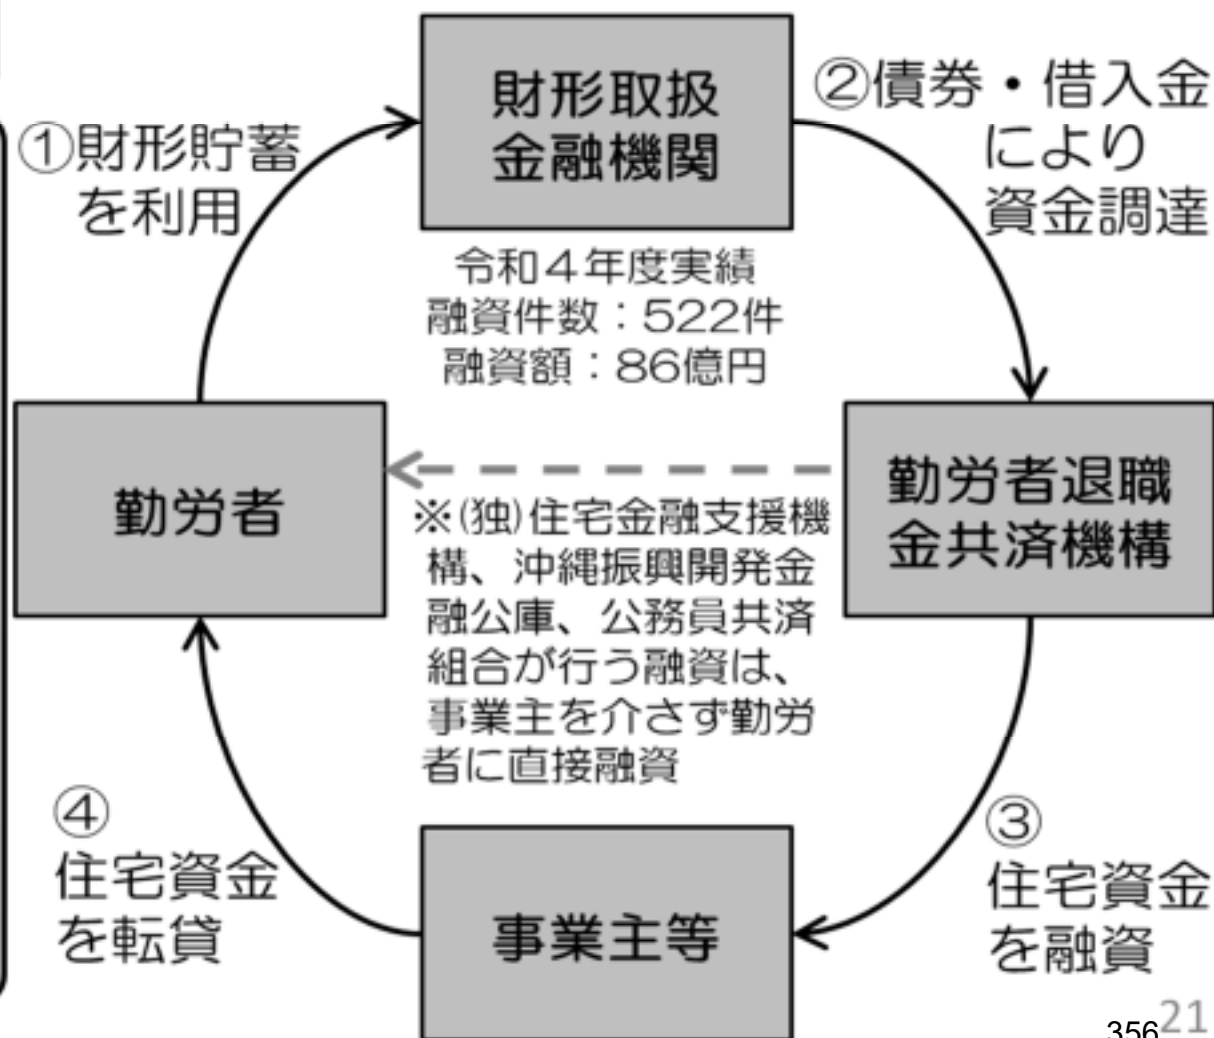 財形取扱
金融機関
①財形貯蓄
を利用
②債券・借入金
により
資金調達
令和４年度実績
融資件数：522件
融資額：86億円
勤労者
勤労者退職
金共済機構
※(独)住宅金融支援機
構、沖縄振興開発金
融公庫、公務員共済
組合が行う融資は、
事業主を介さず勤労
者に直接融資
④
住宅資金
を転貸
③
住宅資金
を融資
事業主等
356
21